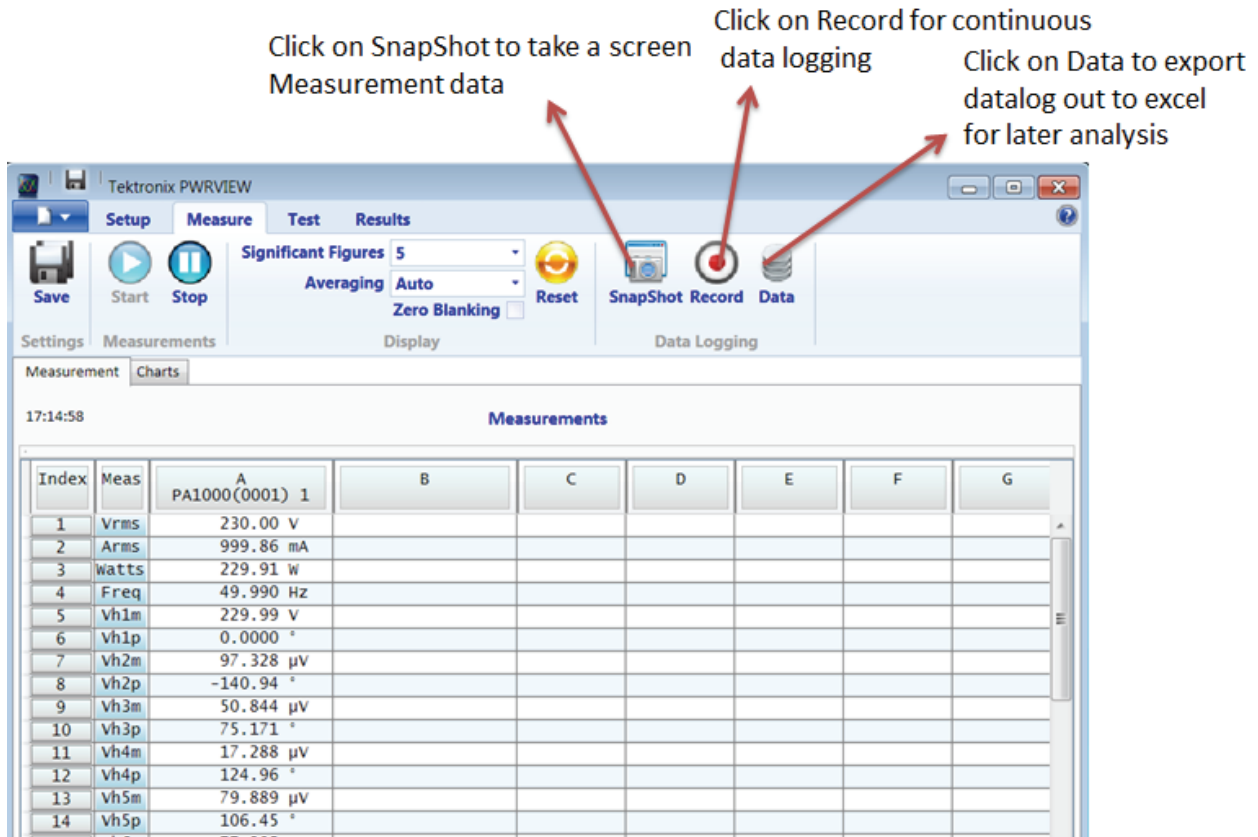 Click on SnapShot to take a screen
Measurement data
Click on Record for continuous
data logging
Click on Data to export
datalog out to excel
for later analysis
Tektronix PWRVIEW
Setup Measure Test Results
Save
Start Stop
Significant Figures 5
Averaging Auto
Zero Blanking
Reset
SnapShot Record Data
Settings Measurements Display Data Logging
Measurement Charts
17:14:58 Measurements
Index Meas A B C D E F G
PA1000(0001) 1
1 Vrms 230.00 V
2 Arms 999.86 mA
3 Watts 229.91 W
4 Freq 49.990 Hz
5 Vh1m 229.99 V
6 Vh1p 0.0000 °
7 Vh2m 97.328 µV
8 Vh2p -140.94 °
9 Vh3m 50.844 µV
10 Vh3p 75.171 °
11 Vh4m 17.288 µV
12 Vh4p 124.96 °
13 Vh5m 79.889 µV
14 Vh5p 106.45 °